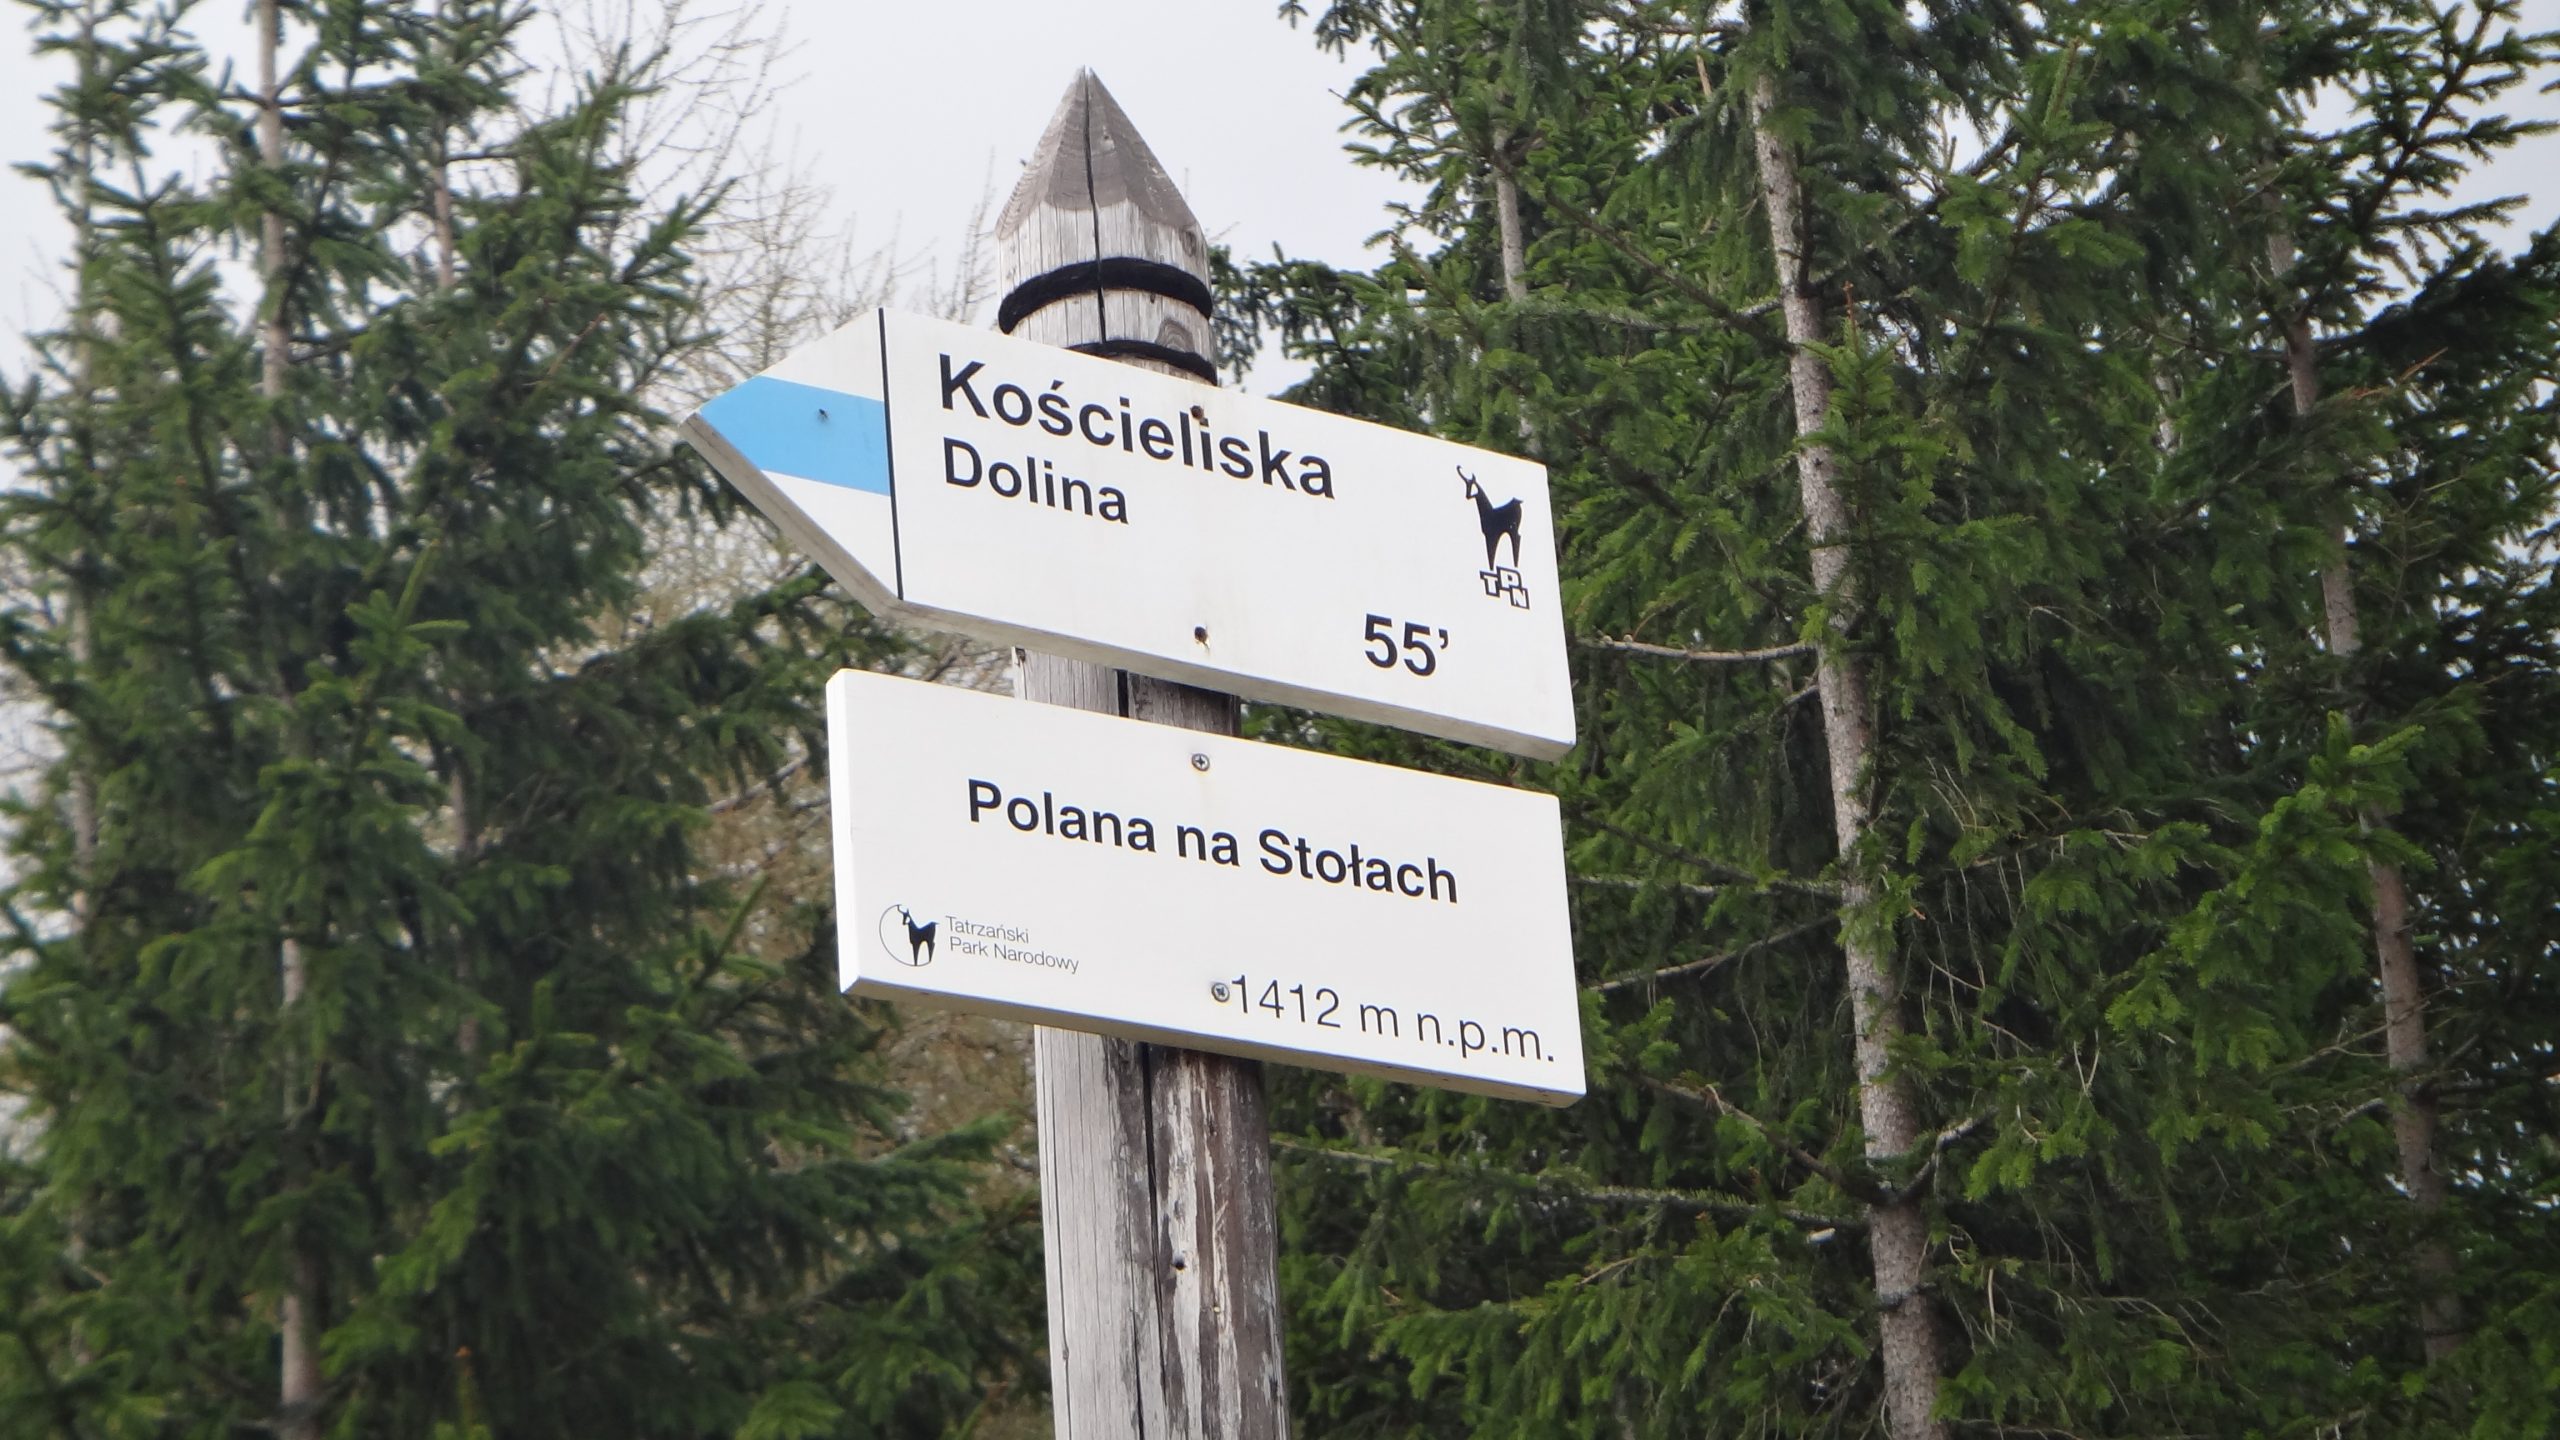 Kościeliska
Dolina
TPN
55’
Polana na Stołach
Tatrzański
Park Narodowy
1412 m n.p.m.